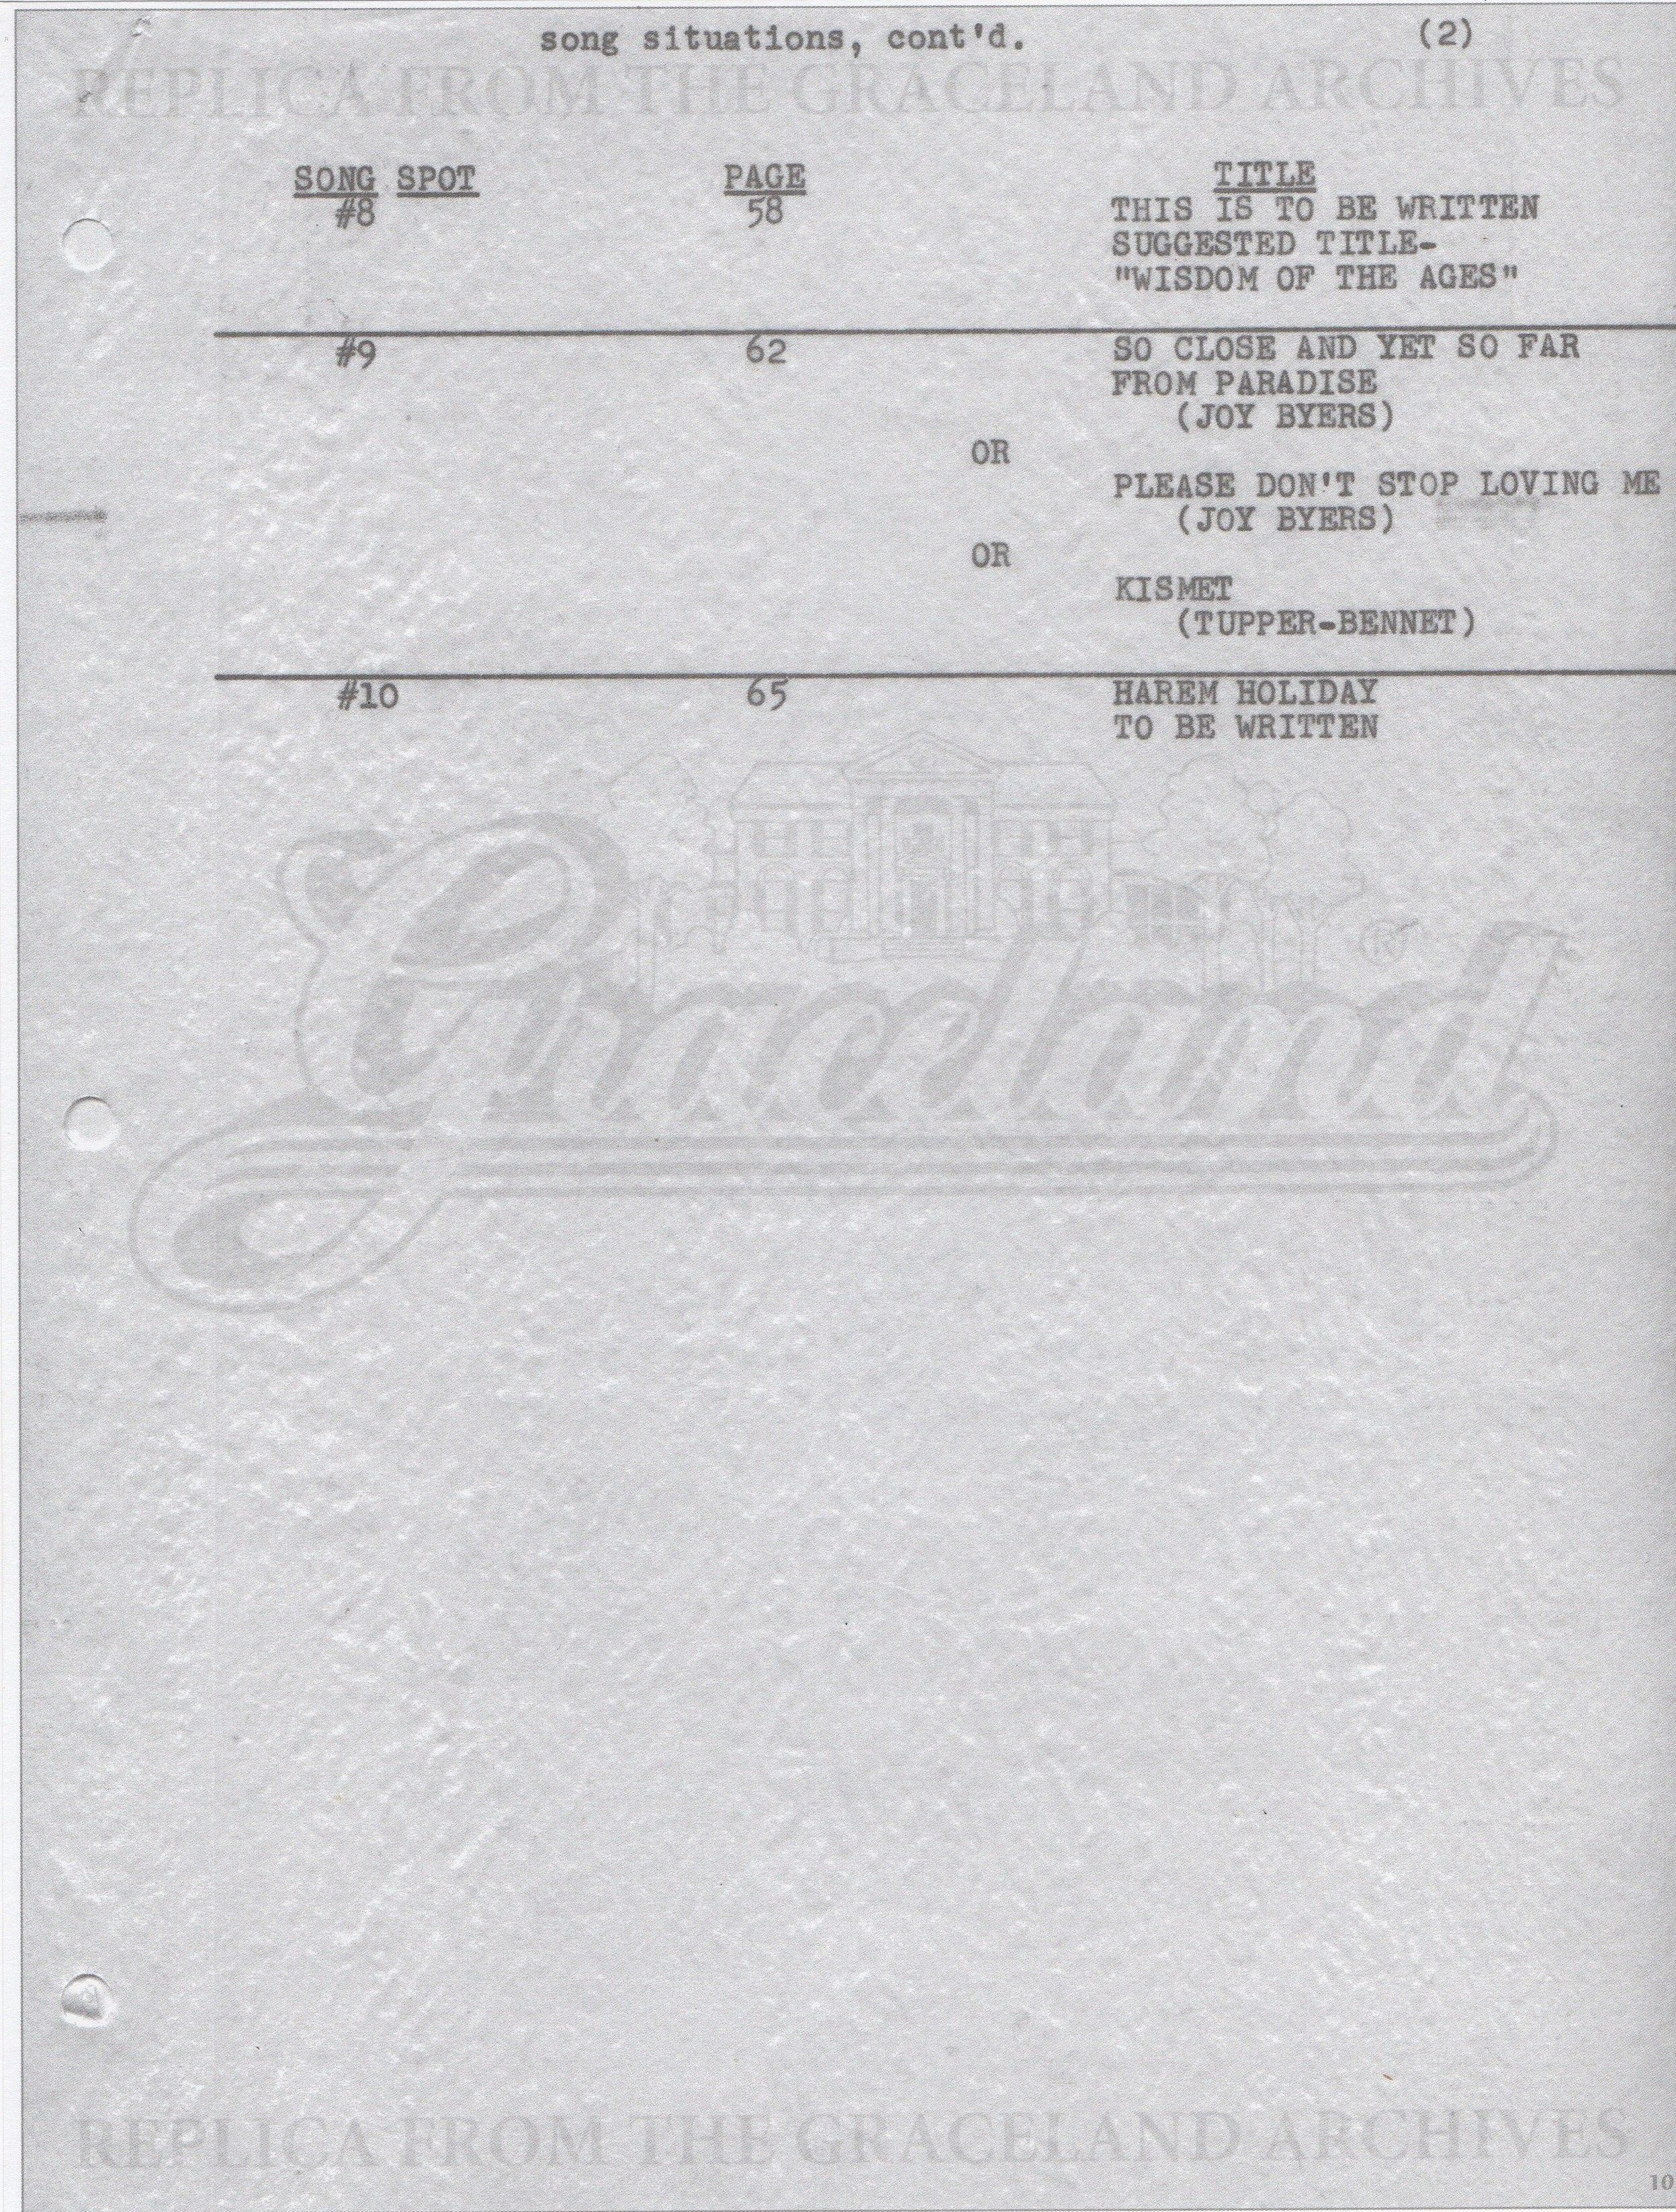 song situations, cont'd. (2)
REPLICA FROM THE GRACELAND ARCHIVES
SONG SPOT PAGE TITLE
#8 58 THIS IS TO BE WRITTEN
SUGGESTED TITLE-
"WISDOM OF THE AGES"
#9 62 SO CLOSE AND YET SO FAR
FROM PARADISE
(JOY BYERS)
OR
PLEASE DON'T STOP LOVING ME
(JOY BYERS)
OR
KISMET
(TUPPER-BENNET)
#10 65 HAREM HOLIDAY
TO BE WRITTEN
Graceland ®
REPLICA FROM THE GRACELAND ARCHIVES
10